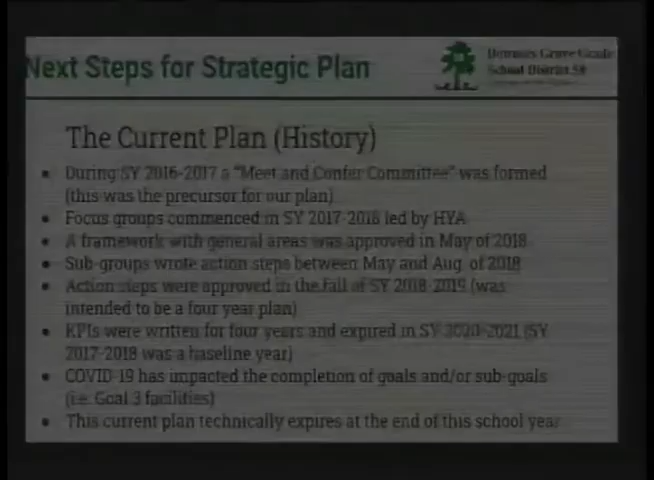 Next Steps for Strategic Plan
Downers Grove Grade
School District 58
The Current Plan (History)
• During SY 2016-2017 a "Meet and Confer Committee" was formed
(this was the precursor for our plan)
• Focus groups commenced in SY 2017-2018 led by HYA
• A framework with general areas was approved in May of 2018
• Sub-groups wrote action steps between May and Aug. of 2018
• Action steps were approved in the fall of SY 2018-2019 (was
intended to be a four year plan)
• KPIs were written for four years and expired in SY 2020-2021 (SY
2017-2018 was a baseline year)
• COVID-19 has impacted the completion of goals and/or sub-goals
(i.e. Goal 3 facilities)
• This current plan technically expires at the end of this school year